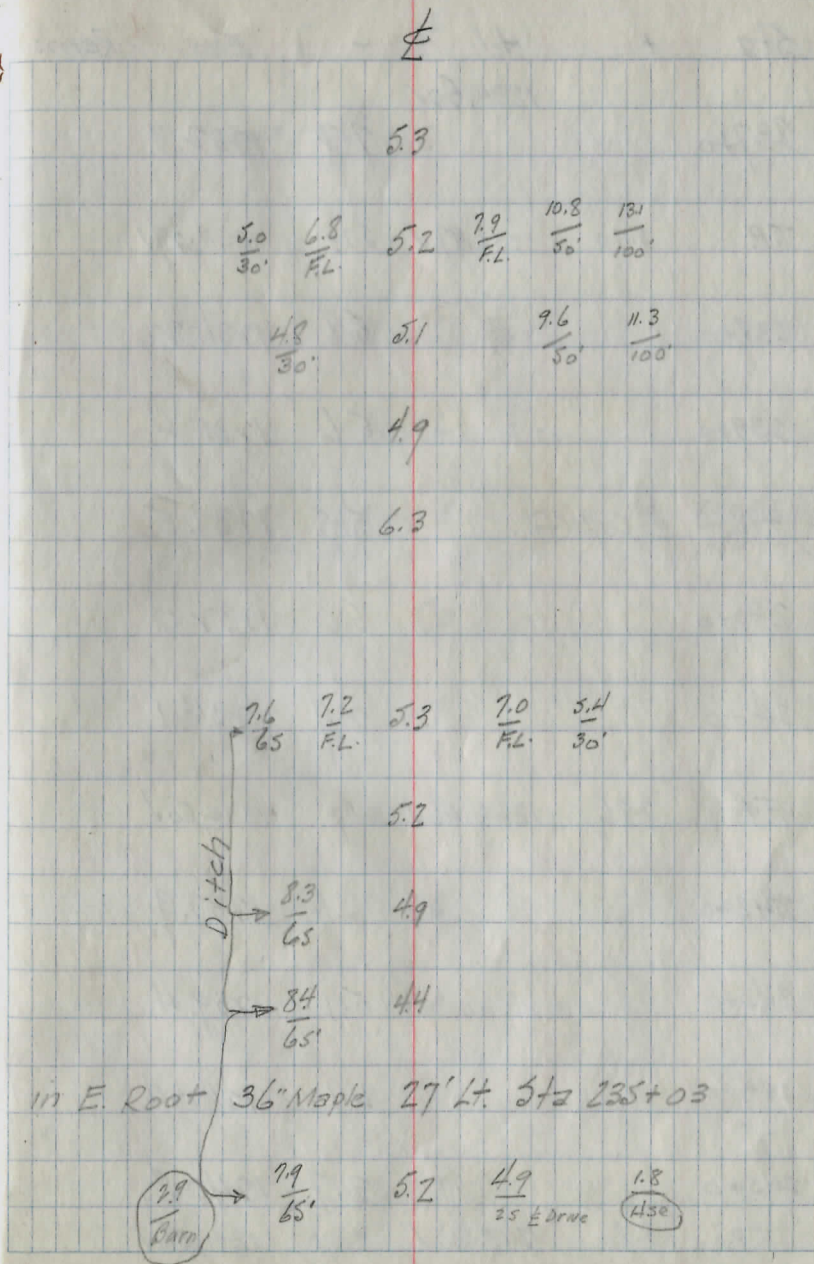 ℄
5.3
5.0/30' 6.8/F.L. 5.2 7.9/F.L. 10.8/50' 13.1/100'
4.8/30' 5.1 9.6/50' 11.3/100'
4.9
6.3
7.6/65 7.2/F.L. 5.3 7.0/F.L. 5.4/30'
5.2
Ditch
8.3/65 4.9
8.4/65' 4.4
in E. Root 36" Maple 27' Lt. Sta 235+03
/Barn 7.9/65' 5.2 4.9/25 ℄ Drive 1.8/Hse